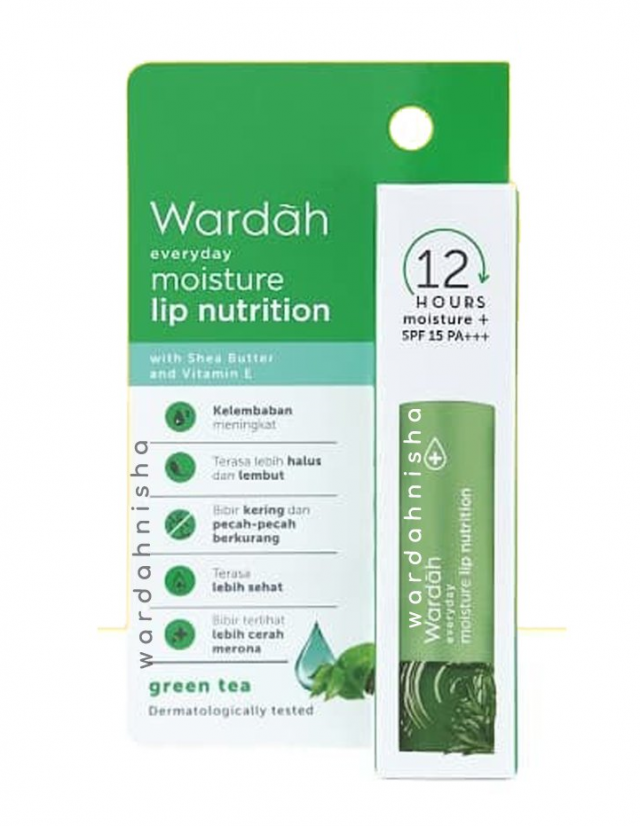 Wardāh
everyday
moisture
lip nutrition
with Shea Butter
and Vitamin E
Kelembaban
meningkat
Terasa lebih halus
dan lembut
Bibir kering dan
pecah-pecah
berkurang
Terasa
lebih sehat
Bibir terlihat
lebih cerah
merona
green tea
Dermatologically tested
wardahnisha
12
HOURS
moisture +
SPF 15 PA+++
wardahnisha
Wardāh
everyday
moisture lip nutrition